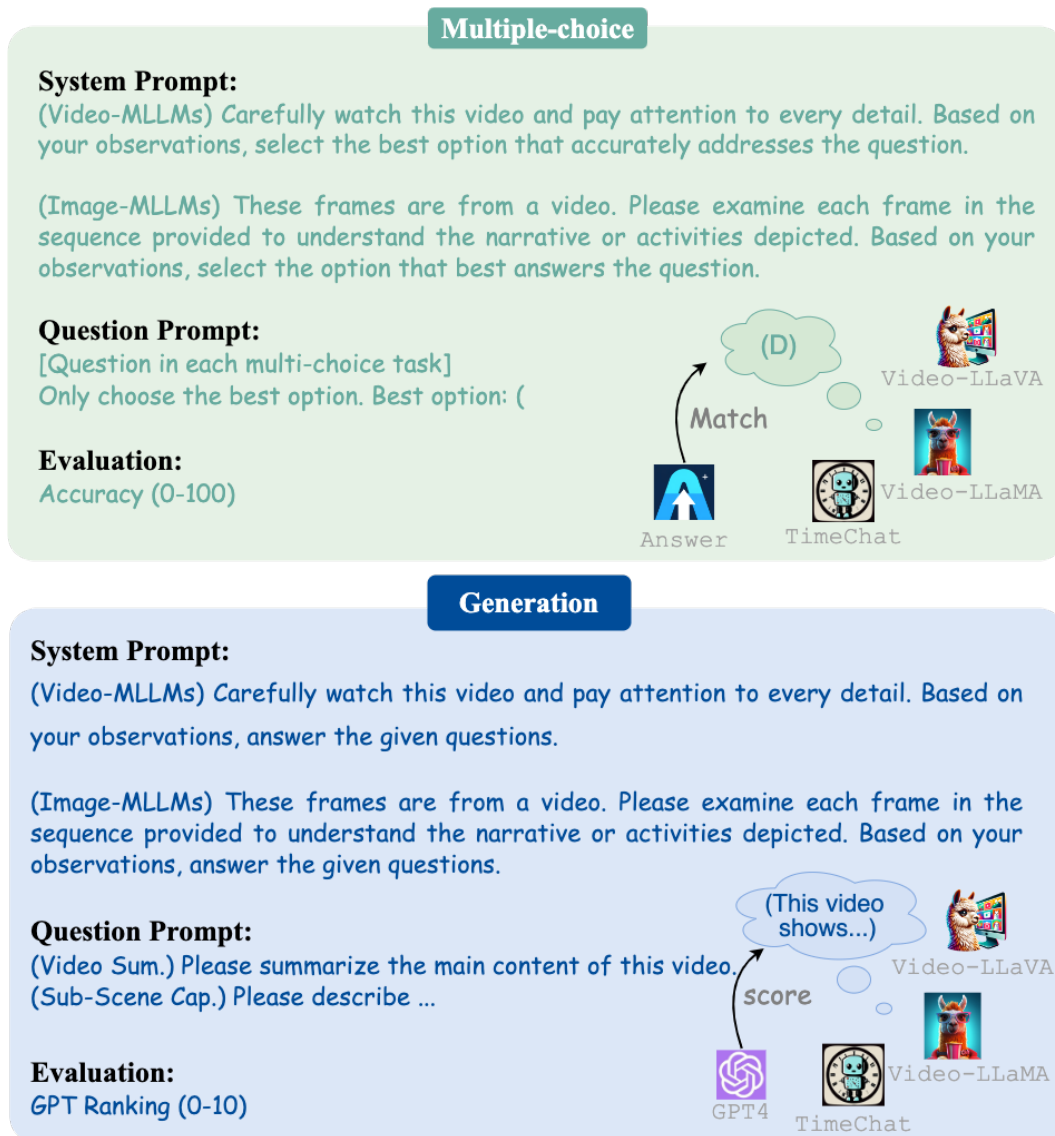 Multiple-choice
System Prompt:
(Video-MLLMs) Carefully watch this video and pay attention to every detail. Based on
your observations, select the best option that accurately addresses the question.
(Image-MLLMs) These frames are from a video. Please examine each frame in the
sequence provided to understand the narrative or activities depicted. Based on your
observations, select the option that best answers the question.
Question Prompt:
[Question in each multi-choice task]
Only choose the best option. Best option: (
Evaluation:
Accuracy (0-100)
(D)
Match
Video-LLaVA
Video-LLaMA
Answer
TimeChat
Generation
System Prompt:
(Video-MLLMs) Carefully watch this video and pay attention to every detail. Based on
your observations, answer the given questions.
(Image-MLLMs) These frames are from a video. Please examine each frame in the
sequence provided to understand the narrative or activities depicted. Based on your
observations, answer the given questions.
Question Prompt:
(Video Sum.) Please summarize the main content of this video.
(Sub-Scene Cap.) Please describe ...
Evaluation:
GPT Ranking (0-10)
(This video
shows...)
score
Video-LLaVA
Video-LLaMA
GPT4
TimeChat